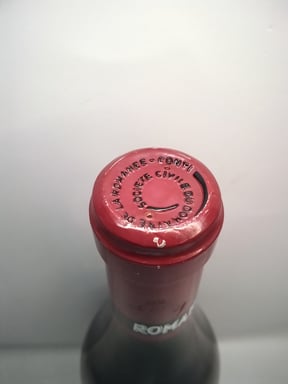 SOCIETE CIVILE DU DOMAINE DE LA ROMANEE - CONTI
ROMA